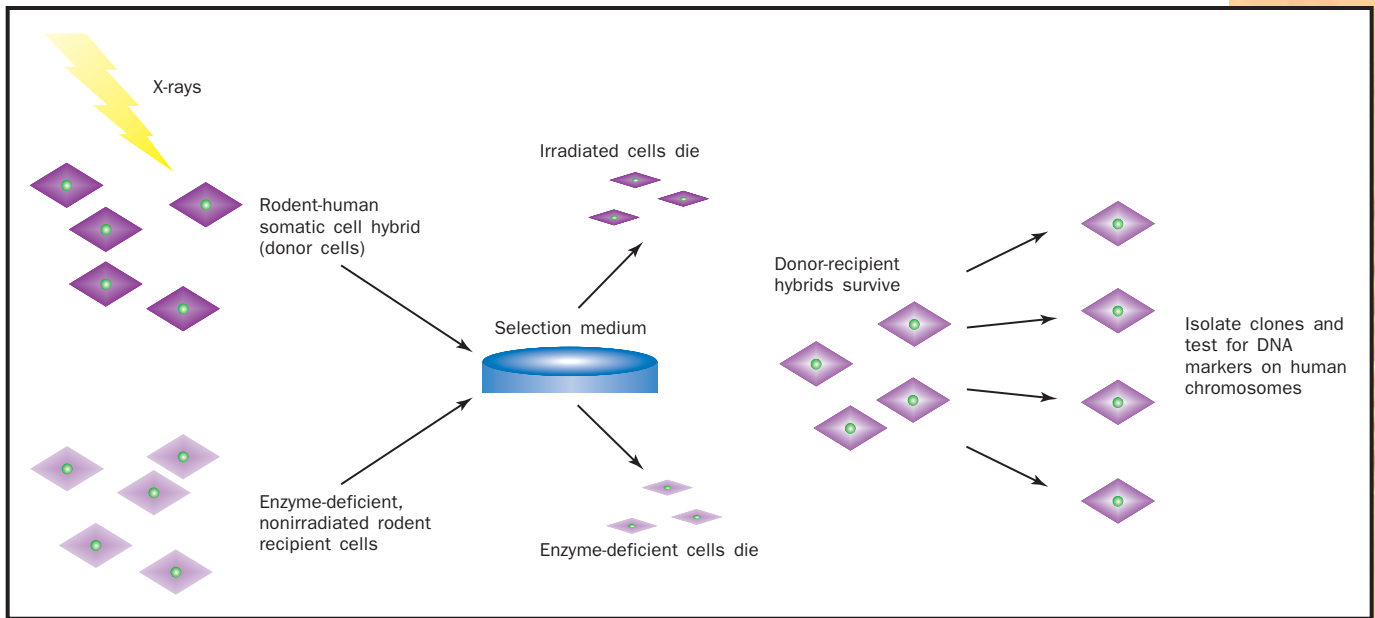 X-rays
Rodent-human
somatic cell hybrid
(donor cells)
Irradiated cells die
Selection medium
Enzyme-deficient,
nonirradiated rodent
recipient cells
Enzyme-deficient cells die
Donor-recipient
hybrids survive
Isolate clones and
test for DNA
markers on human
chromosomes